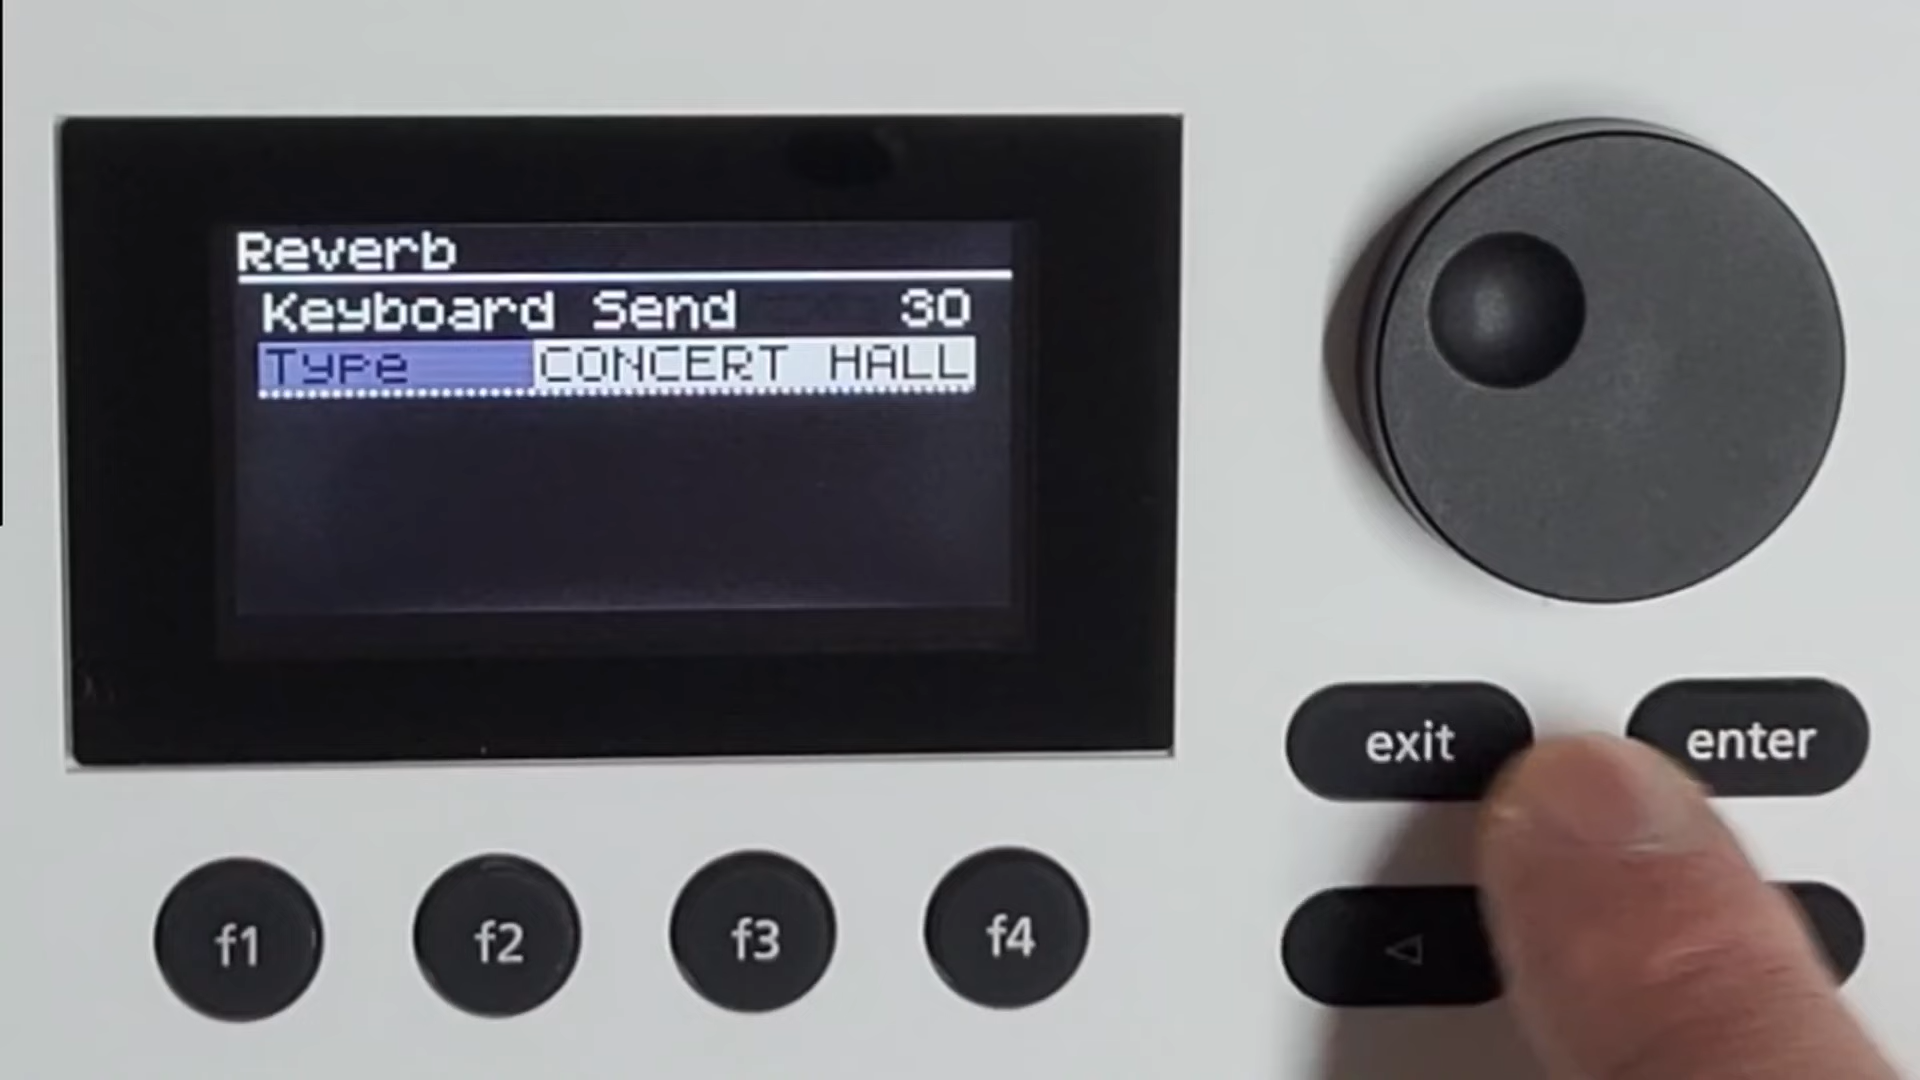 Reverb
Keyboard Send 30
Type CONCERT HALL
exit enter
f1 f2 f3 f4